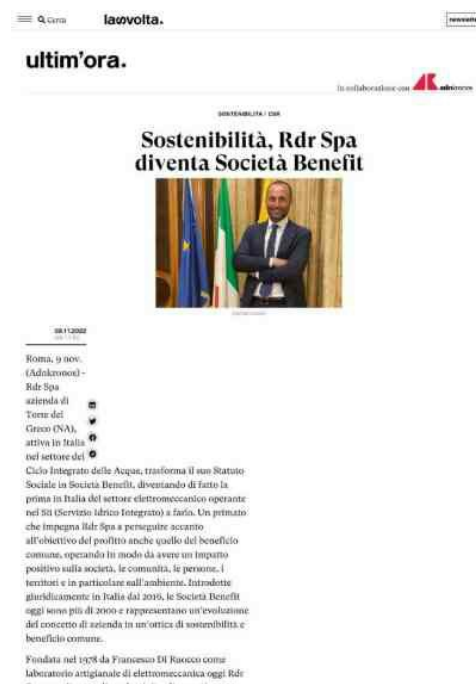 Cerca
lasvolta.
newsletter
ultim'ora.
In collaborazione con adnkronos
SOSTENIBILITA / CSR
Sostenibilità, Rdr Spa
diventa Società Benefit
09.11.2022
Roma, 9 nov.
(Adnkronos) -
Rdr Spa
azienda di
Torre del
Greco (NA),
attiva in Italia
nel settore del
Ciclo Integrato delle Acque, trasforma il suo Statuto
Sociale in Società Benefit, diventando di fatto la
prima in Italia del settore elettromeccanico operante
nel SII (Servizio Idrico Integrato) a farlo. Un primato
che impegna Rdr Spa a perseguire accanto
all'obiettivo del profitto anche quello del beneficio
comune, operando in modo da avere un impatto
positivo sulla società, le comunità, le persone, i
territori e in particolare sull'ambiente. Introdotte
giuridicamente in Italia dal 2016, le Società Benefit
oggi sono più di 2000 e rappresentano un'evoluzione
del concetto di azienda in un'ottica di sostenibilità e
beneficio comune.
Fondata nel 1978 da Francesco Di Ruocco come
laboratorio artigianale di elettromeccanica oggi Rdr